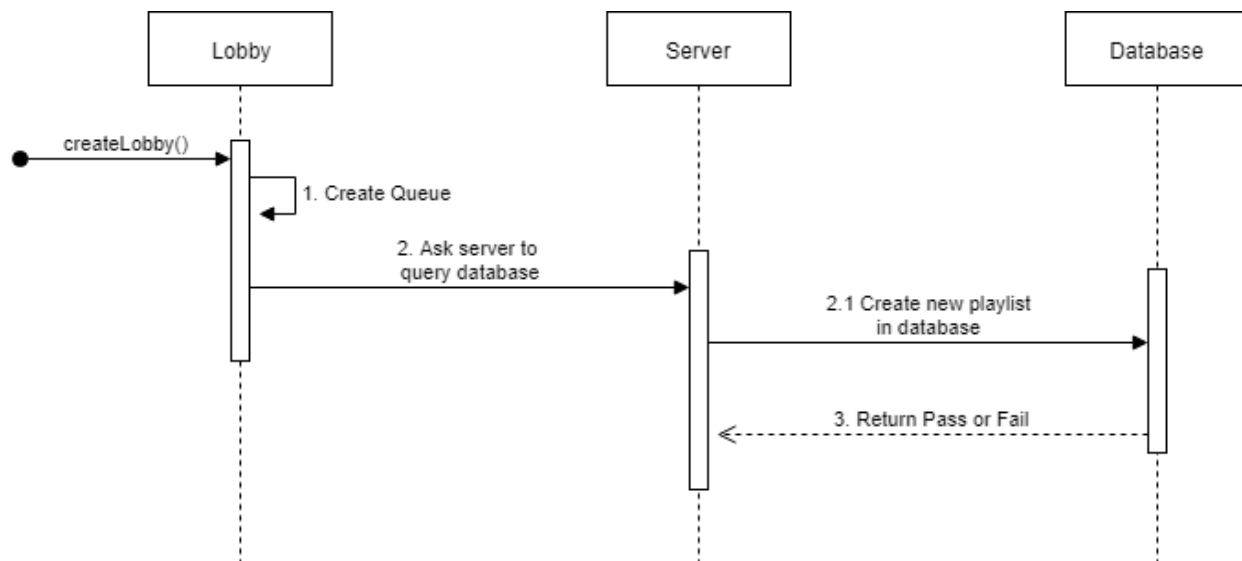 Lobby
Server
Database
createLobby()
1. Create Queue
2. Ask server to
query database
2.1 Create new playlist
in database
3. Return Pass or Fail